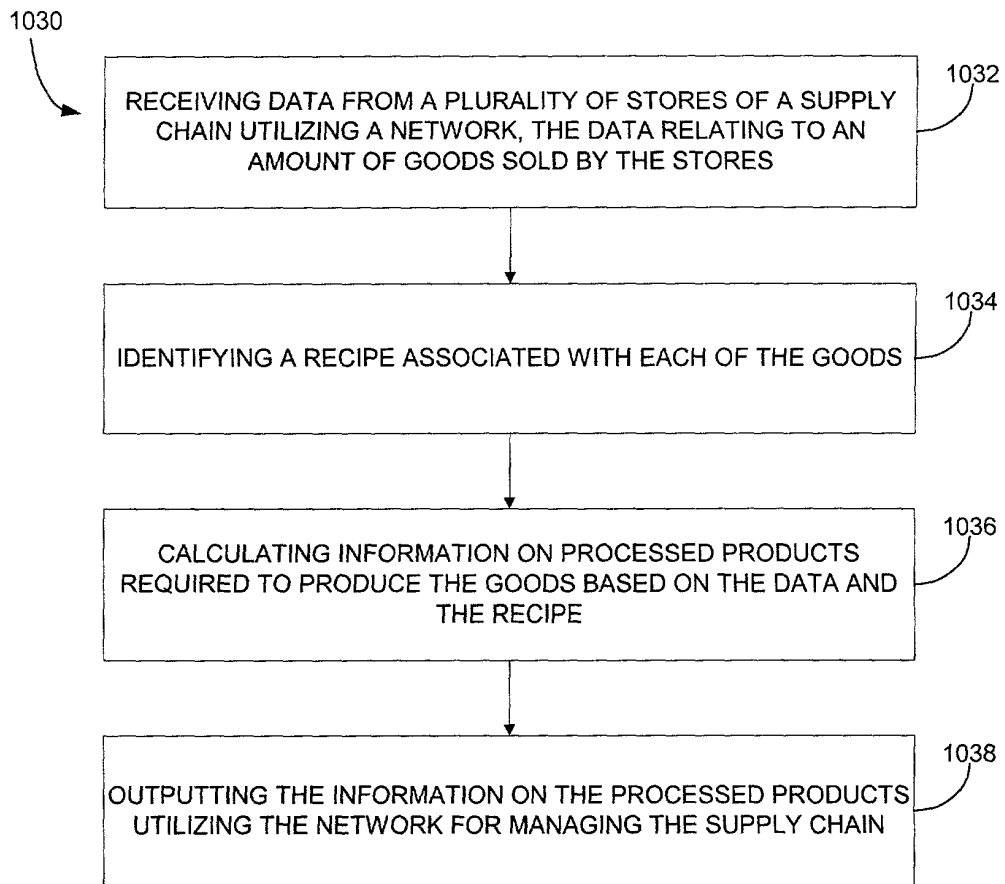 1030
RECEIVING DATA FROM A PLURALITY OF STORES OF A SUPPLY
CHAIN UTILIZING A NETWORK, THE DATA RELATING TO AN
AMOUNT OF GOODS SOLD BY THE STORES
1032
IDENTIFYING A RECIPE ASSOCIATED WITH EACH OF THE GOODS
1034
CALCULATING INFORMATION ON PROCESSED PRODUCTS
REQUIRED TO PRODUCE THE GOODS BASED ON THE DATA AND
THE RECIPE
1036
OUTPUTTING THE INFORMATION ON THE PROCESSED PRODUCTS
UTILIZING THE NETWORK FOR MANAGING THE SUPPLY CHAIN
1038